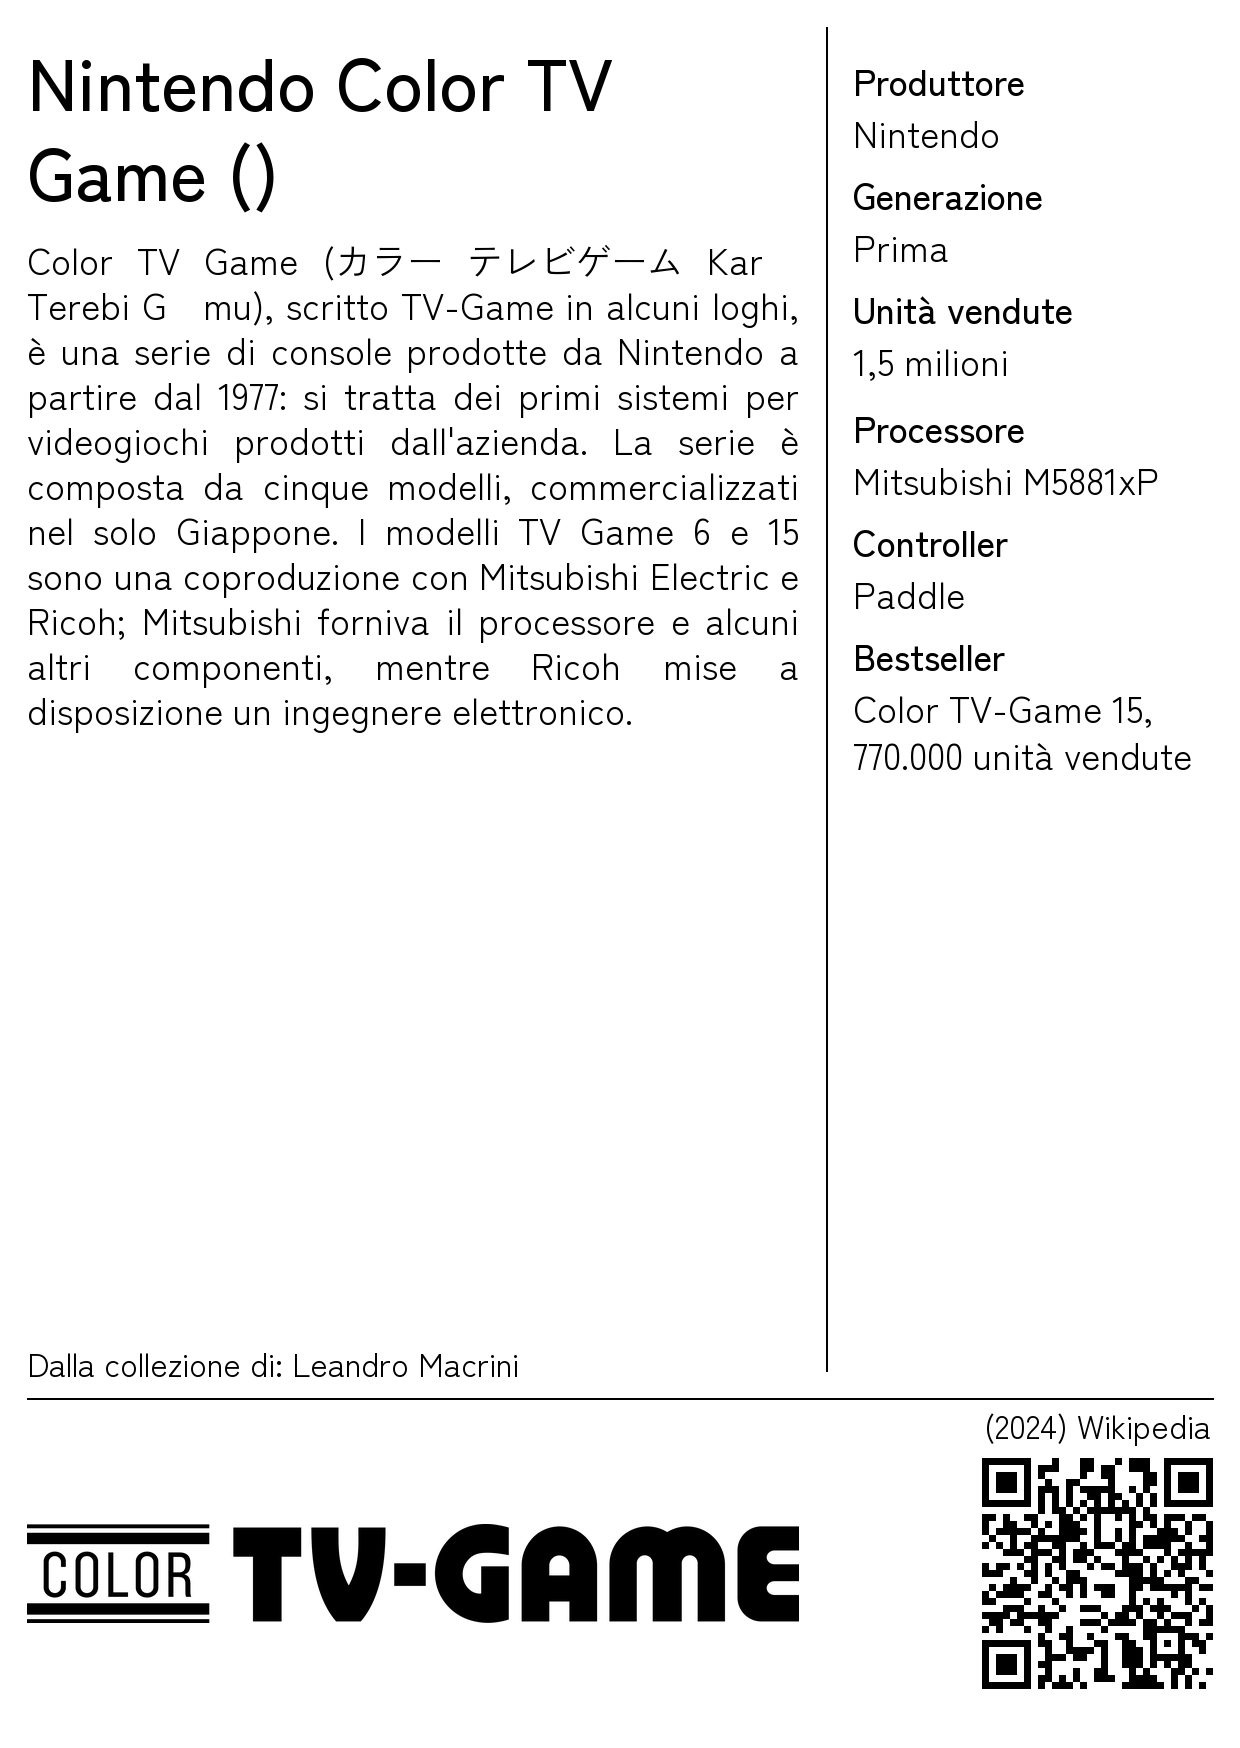 Nintendo Color TV
Game ()
Color TV Game (カラー テレビゲーム Kar
Terebi G mu), scritto TV-Game in alcuni loghi,
è una serie di console prodotte da Nintendo a
partire dal 1977: si tratta dei primi sistemi per
videogiochi prodotti dall'azienda. La serie è
composta da cinque modelli, commercializzati
nel solo Giappone. I modelli TV Game 6 e 15
sono una coproduzione con Mitsubishi Electric e
Ricoh; Mitsubishi forniva il processore e alcuni
altri componenti, mentre Ricoh mise a
disposizione un ingegnere elettronico.
Dalla collezione di: Leandro Macrini
Produttore
Nintendo
Generazione
Prima
Unità vendute
1,5 milioni
Processore
Mitsubishi M5881xP
Controller
Paddle
Bestseller
Color TV-Game 15,
770.000 unità vendute
(2024) Wikipedia
COLOR TV-GAME